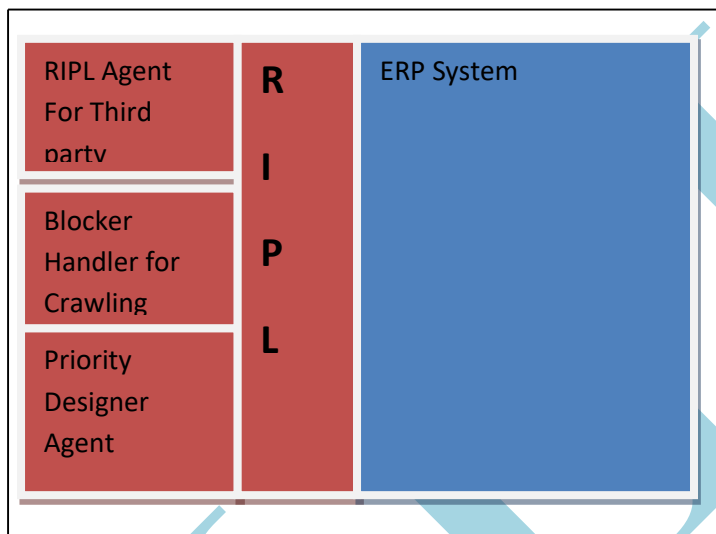 RIPL Agent
For Third
party
Blocker
Handler for
Crawling
Priority
Designer
Agent
R
I
P
L
ERP System